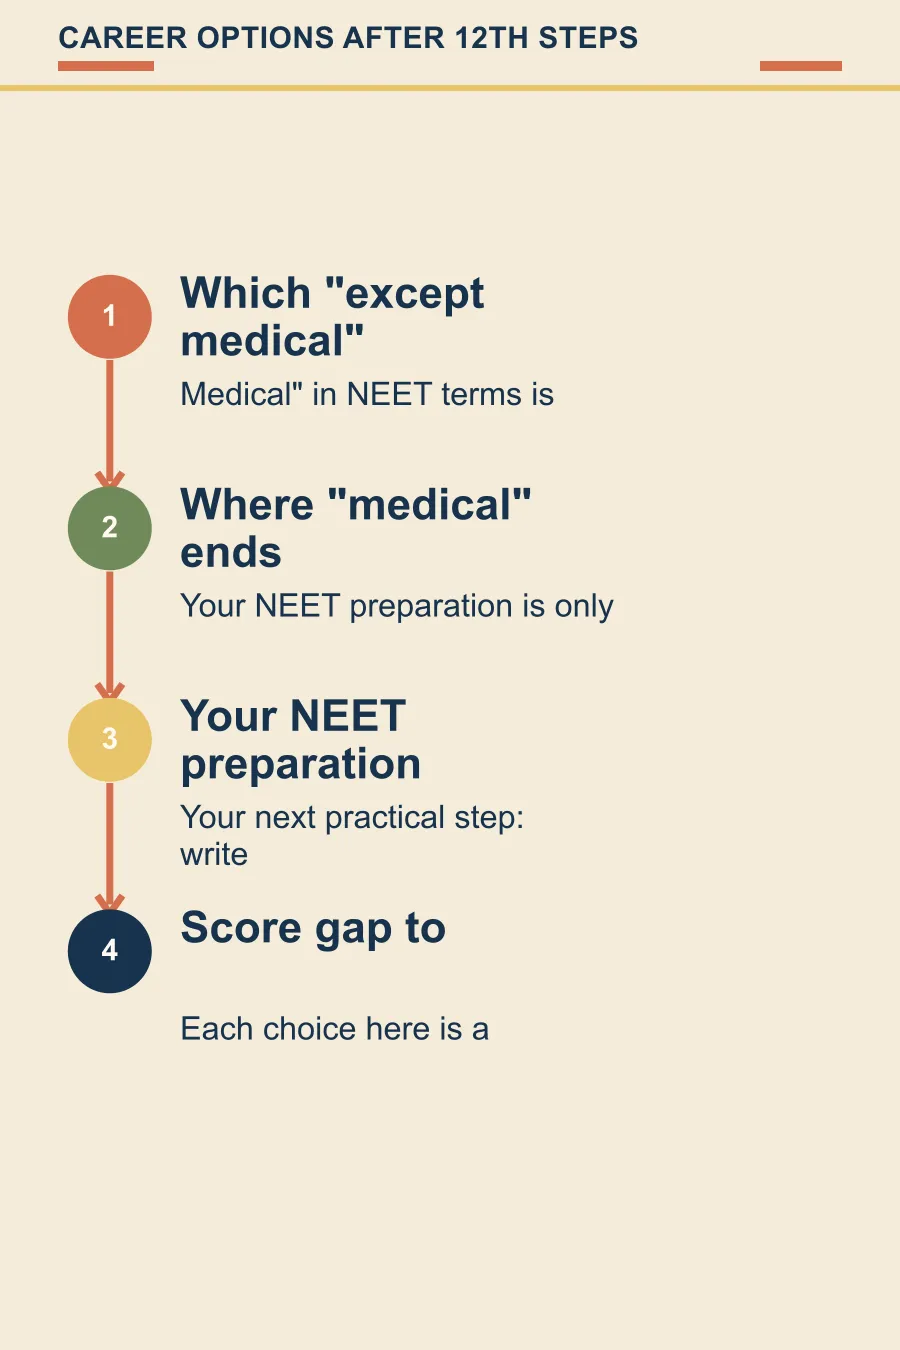 CAREER OPTIONS AFTER 12TH STEPS
1
Which "except
medical"
Medical" in NEET terms is
2
Where "medical"
ends
Your NEET preparation is only
3
Your NEET
preparation
Your next practical step:
write
4
Score gap to
Each choice here is a